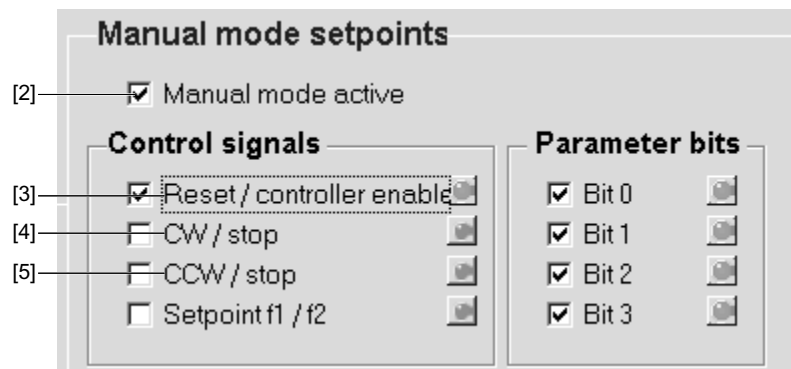 Manual mode setpoints
[2] Manual mode active
Control signals
[3] Reset / controller enable
[4] CW / stop
[5] CCW / stop
Setpoint f1 / f2
Parameter bits
Bit 0
Bit 1
Bit 2
Bit 3